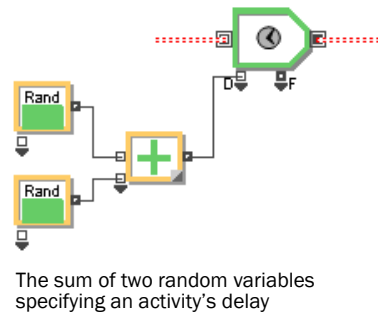 D F
Rand
Rand
The sum of two random variables
specifying an activity's delay